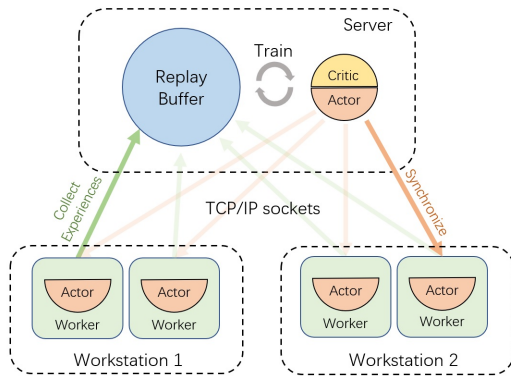 Server
Replay
Buffer
Train
Critic
Actor
Collect
Experiences
TCP/IP sockets
Synchronize
Actor
Worker
Actor
Worker
Actor
Worker
Actor
Worker
Workstation 1
Workstation 2